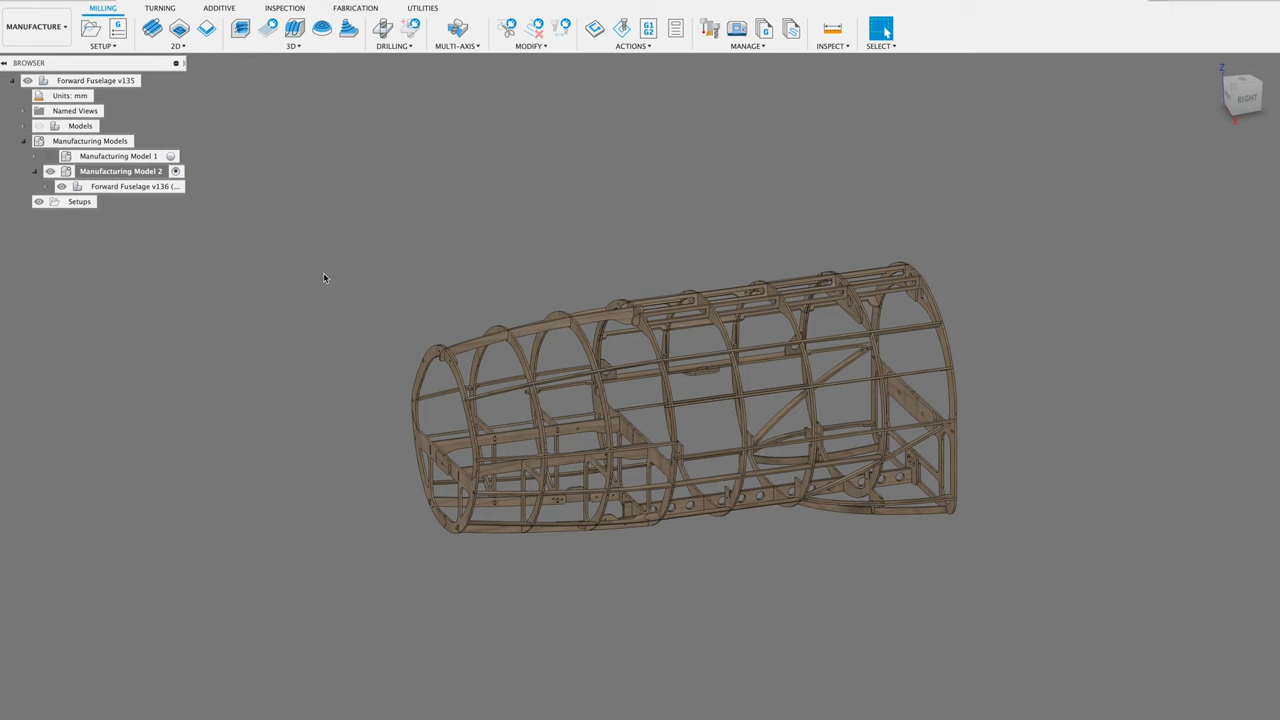 MILLING TURNING ADDITIVE INSPECTION FABRICATION UTILITIES
MANUFACTURE
G
G1
G2
G
SETUP 2D 3D DRILLING MULTI-AXIS MODIFY ACTIONS MANAGE INSPECT SELECT
BROWSER
Forward Fuselage v135
Units: mm
Named Views
Models
Manufacturing Models
Manufacturing Model 1
Manufacturing Model 2
Forward Fuselage v136 (...
Setups
Z
RIGHT
X